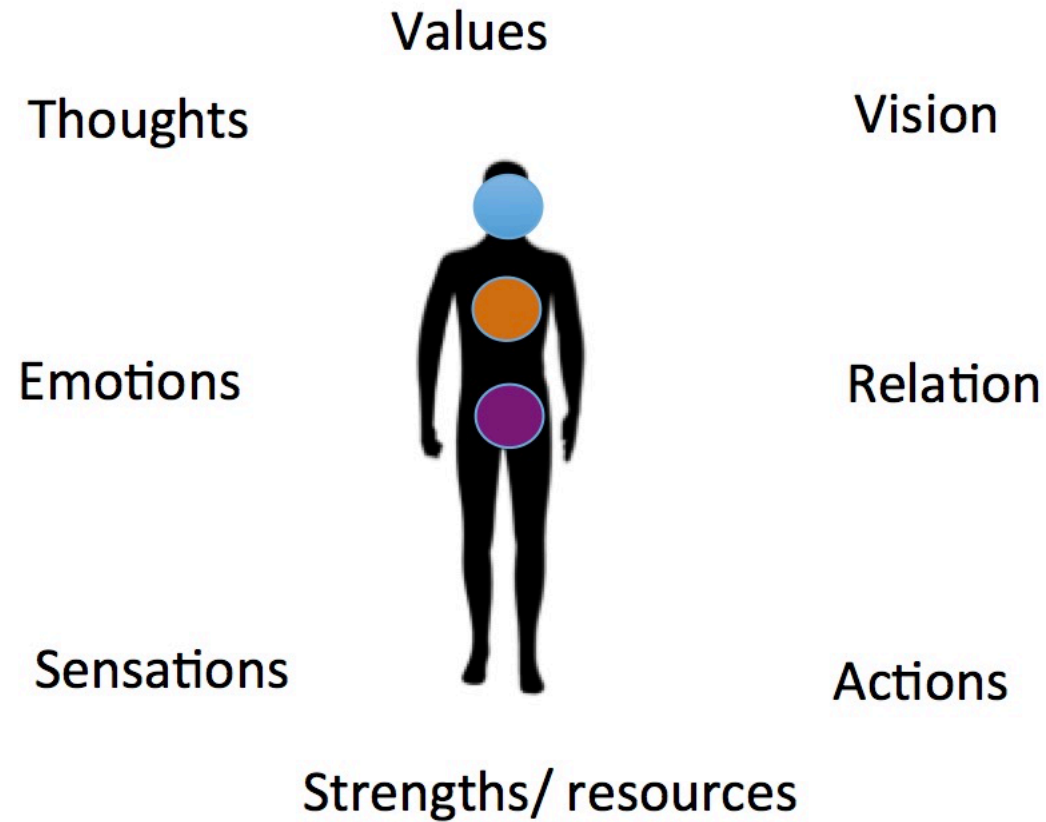 Values
Thoughts
Vision
Emotions
Relation
Sensations
Actions
Strengths/ resources